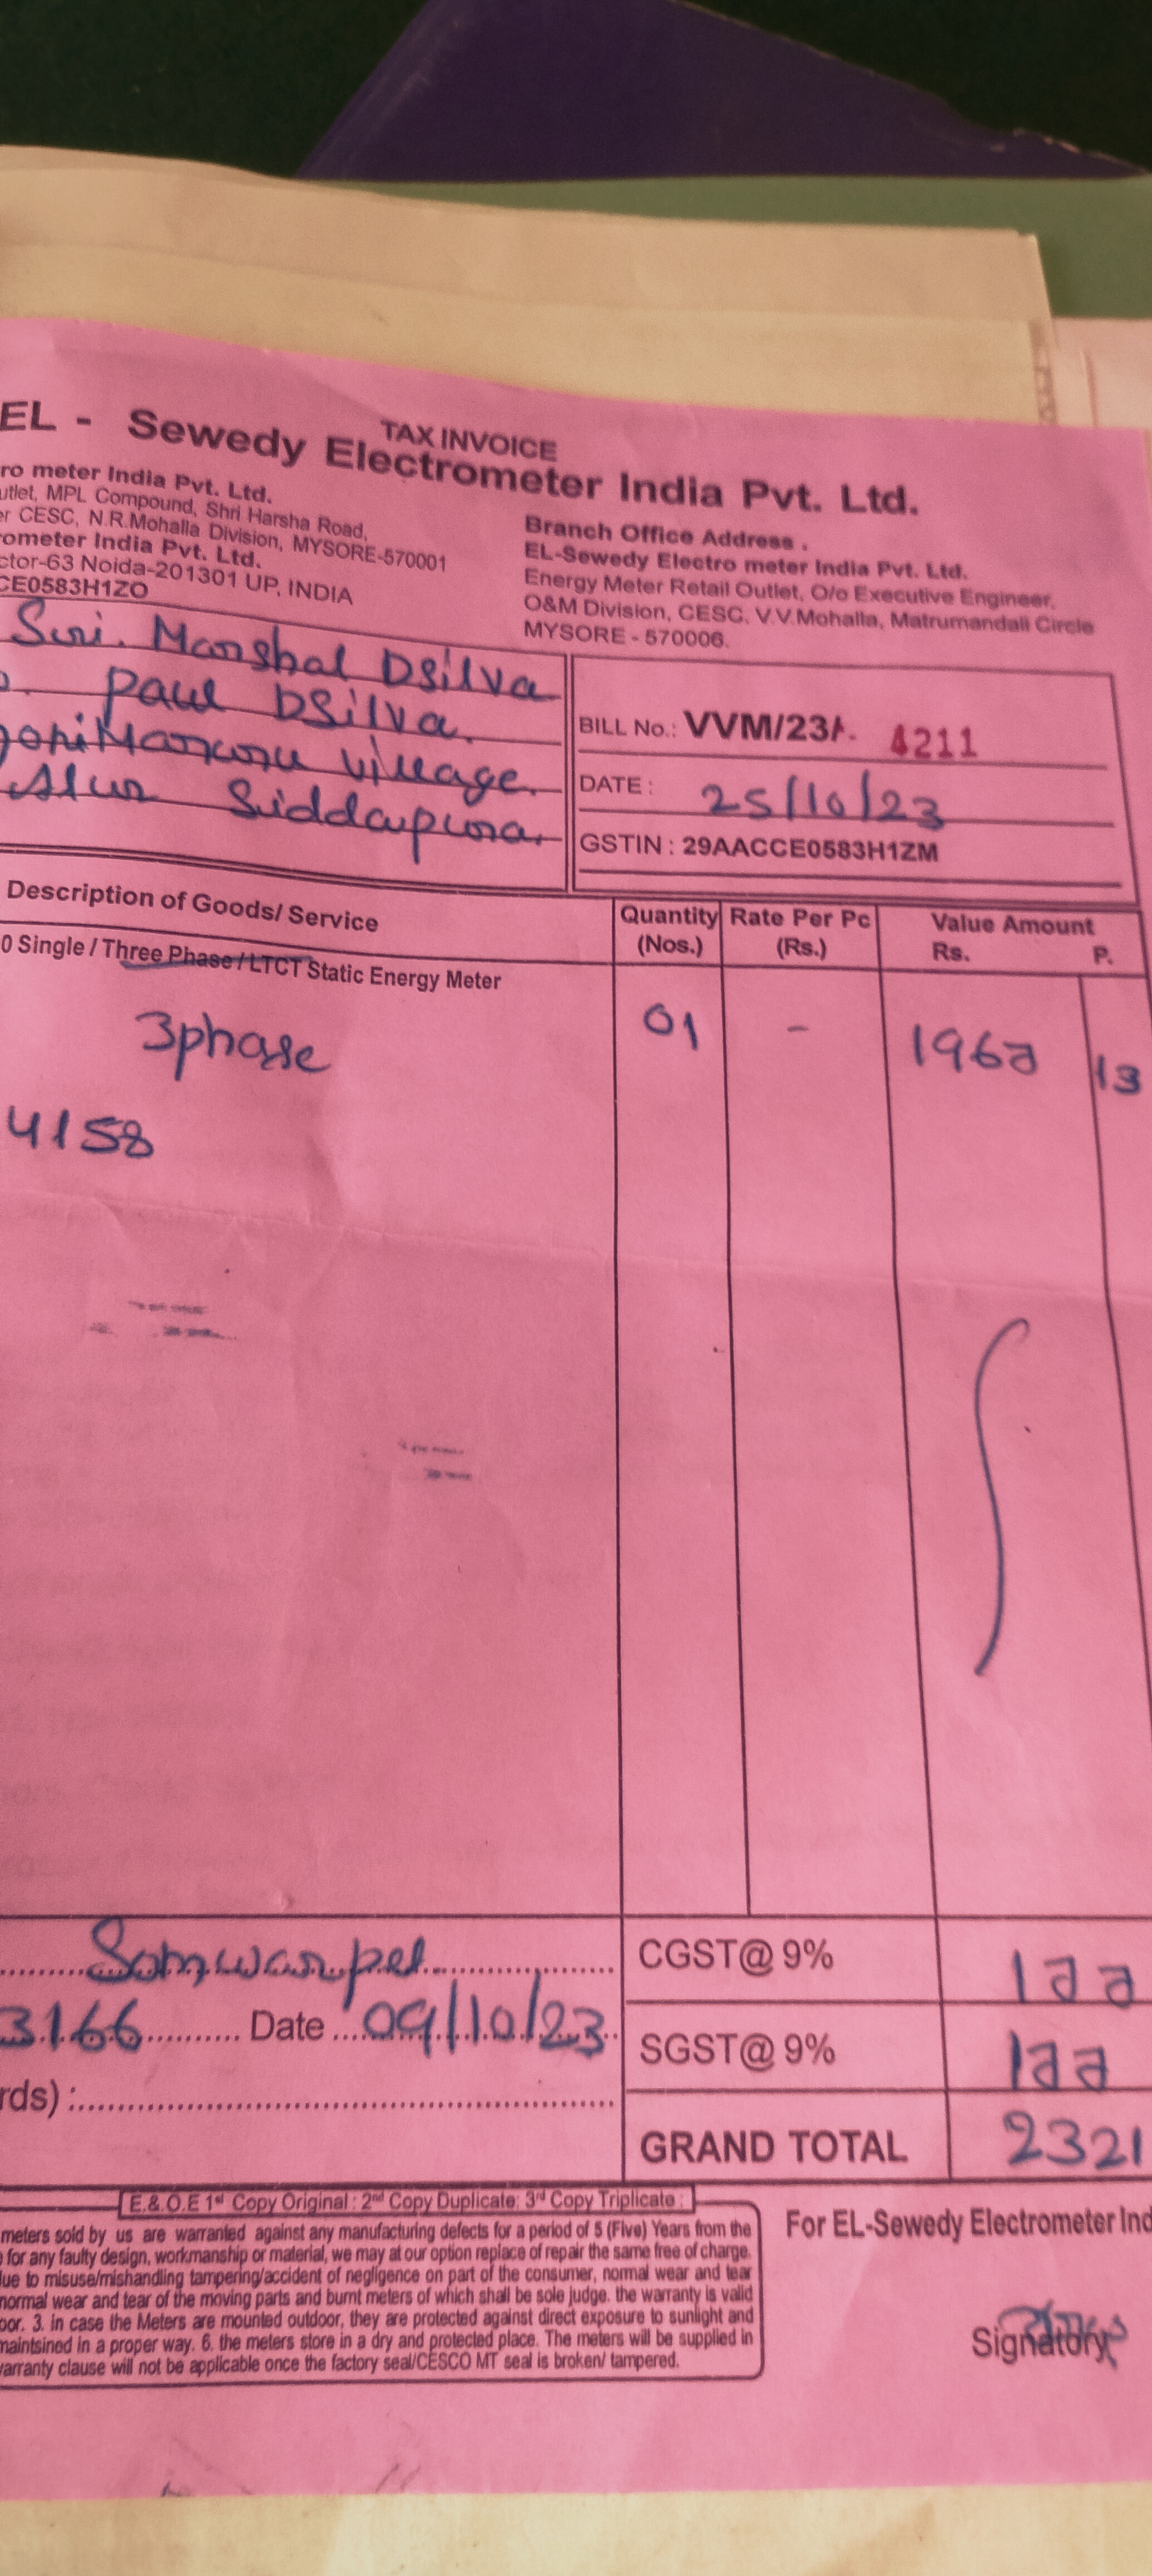 TAX INVOICE
EL - Sewedy Electrometer India Pvt. Ltd.
ro meter India Pvt. Ltd.
utlet, MPL Compound, Shri Harsha Road,
er CESC, N.R.Mohalla Division, MYSORE-570001
rometer India Pvt. Ltd.
ctor-63 Noida-201301 UP, INDIA
CE0583H1ZO
Branch Office Address .
EL-Sewedy Electro meter India Pvt. Ltd.
Energy Meter Retail Outlet, O/o Executive Engineer,
O&M Division, CESC, V.V.Mohalla, Matrumandali Circle
MYSORE - 570006.
Sri. Marshal Dsilva
Paul Dsilva.
Village.
Alur Siddapura.
BILL No.: VVM/23A. 4211
DATE : 25/10/23
GSTIN : 29AACCE0583H1ZM
Description of Goods/ Service Quantity (Nos.) Rate Per Pc (Rs.) Value Amount Rs. P.
0 Single / Three Phase / LTCT Static Energy Meter
3phase 01 - 13
4158
3166 Date 09/10/23
rds) :
CGST@ 9%
SGST@ 9%
GRAND TOTAL 2321
E.& O.E 1st Copy Original : 2nd Copy Duplicate: 3rd Copy Triplicate :
meters sold by us are warranted against any manufacturing defects for a period of 5 (Five) Years from the
for any faulty design, workmanship or material, we may at our option replace of repair the same free of charge.
ue to misuse/mishandling tampering/accident of negligence on part of the consumer, normal wear and tear
normal wear and tear of the moving parts and burnt meters of which shall be sole judge. the warranty is valid
oor. 3. in case the Meters are mounted outdoor, they are protected against direct exposure to sunlight and
maintsined in a proper way. 6. the meters store in a dry and protected place. The meters will be supplied in
arranty clause will not be applicable once the factory seal/CESCO MT seal is broken/ tampered.
For EL-Sewedy Electrometer Ind
Signatory